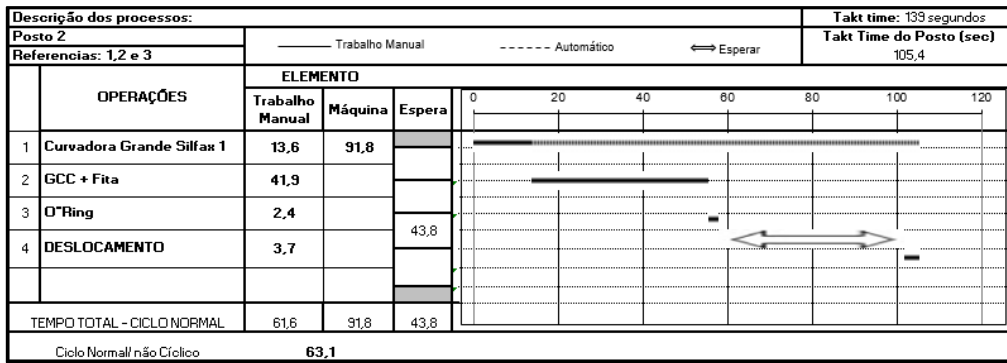 Descrição dos processos:
Takt time: 139 segundos
Posto 2
Trabalho Manual
Automático
Esperar
Takt Time do Posto (sec)
Referencias: 1,2 e 3
105,4
ELEMENTO
OPERAÇÕES
Trabalho Manual
Máquina
Espera
0 20 40 60 80 100 120
1 Curvadora Grande Silfax 1 13,6 91,8
2 GCC + Fita 41,9
3 O"Ring 2,4
43,8
4 DESLOCAMENTO 3,7
TEMPO TOTAL - CICLO NORMAL 61,6 91,8 43,8
Ciclo Normal/ não Cíclico 63,1